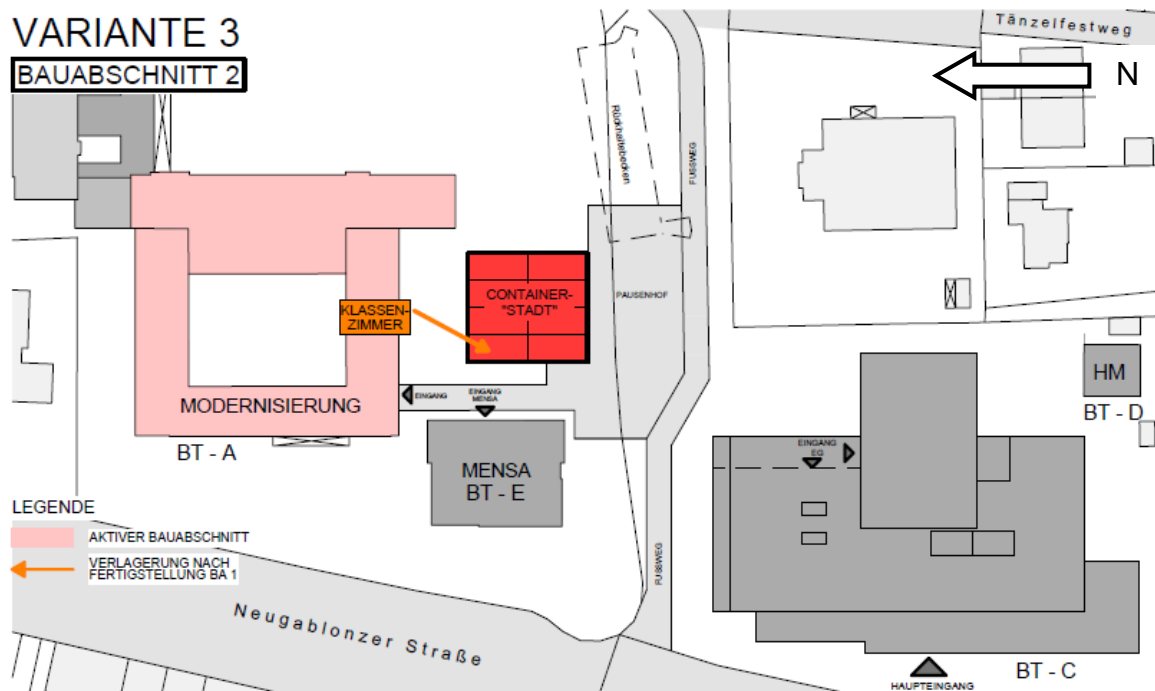 VARIANTE 3
BAUABSCHNITT 2
Tänzelfestweg
N
Rückhaltebecken
FUSSWEG
CONTAINER-
"STADT"
PAUSENHOF
KLASSEN-
ZIMMER
MODERNISIERUNG
EINGANG
EINGANG
MENSA
BT - A
MENSA
BT - E
HM
BT - D
EINGANG
EG
LEGENDE
AKTIVER BAUABSCHNITT
VERLAGERUNG NACH
FERTIGSTELLUNG BA 1
FUSSWEG
Neugablonzer Straße
BT - C
HAUPTEINGANG